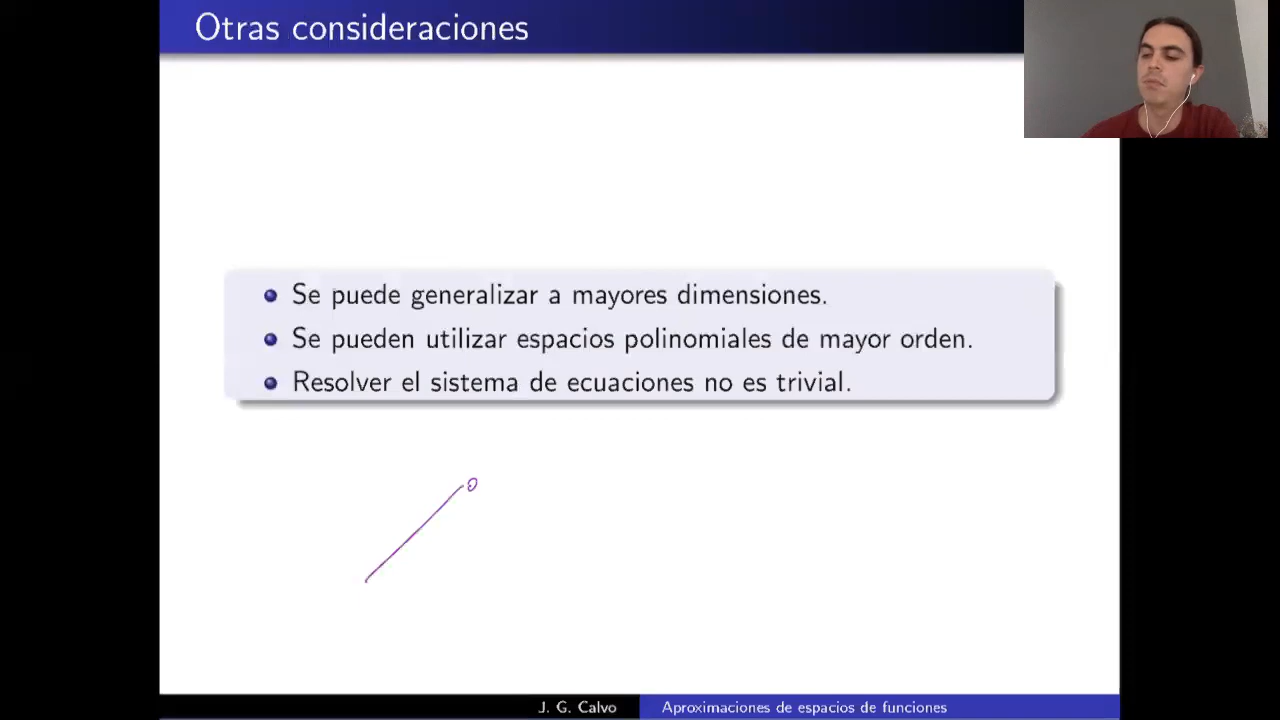 Otras consideraciones
Se puede generalizar a mayores dimensiones.
Se pueden utilizar espacios polinomiales de mayor orden.
Resolver el sistema de ecuaciones no es trivial.
J. G. Calvo
Aproximaciones de espacios de funciones